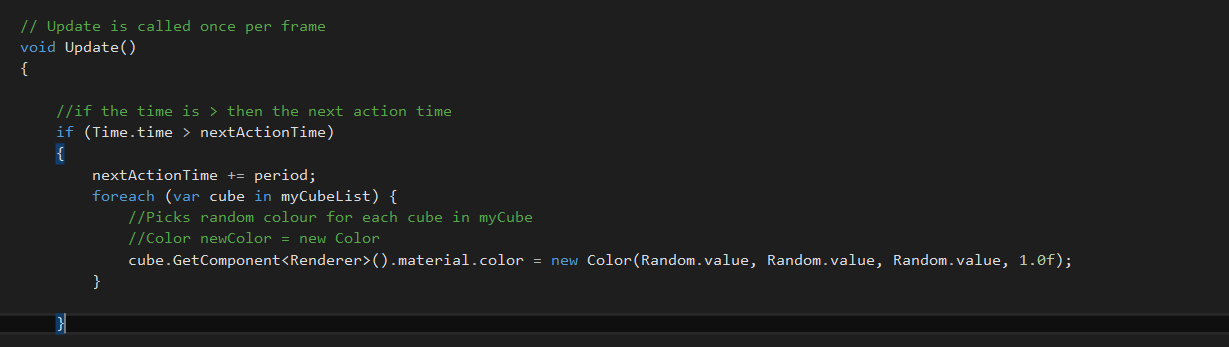 // Update is called once per frame
void Update()
{
//if the time is > then the next action time
if (Time.time > nextActionTime)
{
nextActionTime += period;
foreach (var cube in myCubeList) {
//Picks random colour for each cube in myCube
//Color newColor = new Color
cube.GetComponent<Renderer>().material.color = new Color(Random.value, Random.value, Random.value, 1.0f);
}
}